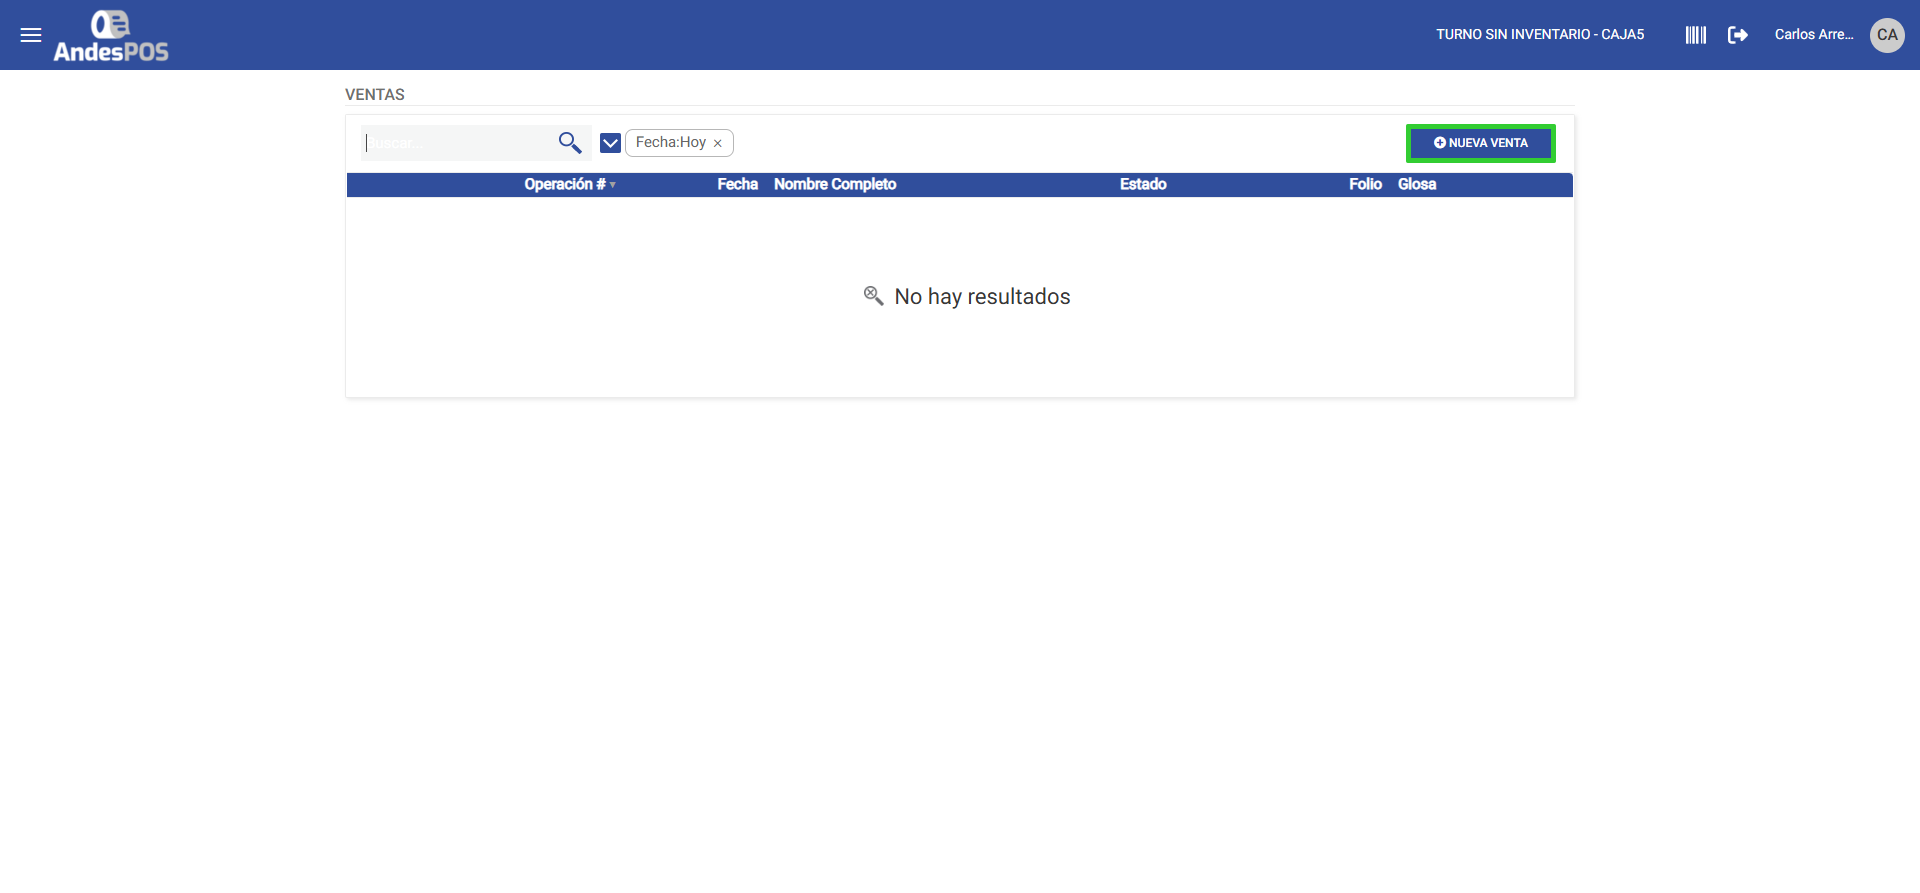 AndesPOS
TURNO SIN INVENTARIO - CAJA5
Carlos Arre...
CA
VENTAS
Buscar...
Fecha:Hoy ×
NUEVA VENTA
Operación # ▾ Fecha Nombre Completo Estado Folio Glosa
No hay resultados